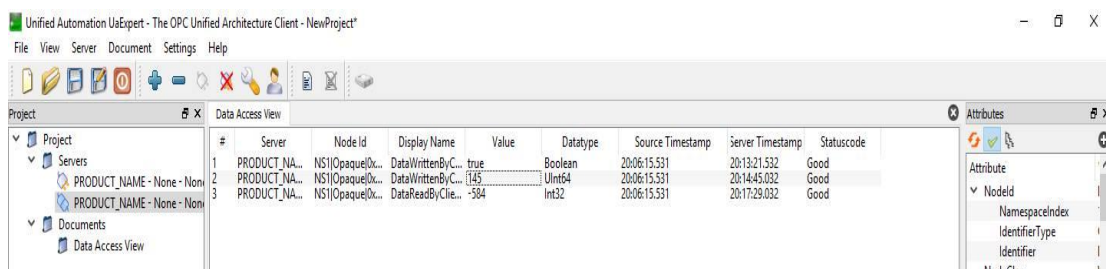 Unified Automation UaExpert - The OPC Unified Architecture Client - NewProject*
File View Server Document Settings Help
Project
Data Access View
Attributes
Project
Servers
PRODUCT_NAME - None - Non
PRODUCT_NAME - None - Non
Documents
Data Access View
# Server Node Id Display Name Value Datatype Source Timestamp Server Timestamp Statuscode
1 PRODUCT_NA... NS1|Opaque|0x... DataWrittenByC... true Boolean 20:06:15.531 20:13:21.532 Good
2 PRODUCT_NA... NS1|Opaque|0x... DataWrittenByC... 145 UInt64 20:06:15.531 20:14:45.032 Good
3 PRODUCT_NA... NS1|Opaque|0x... DataReadByClie... -584 Int32 20:06:15.531 20:17:29.032 Good
Attribute
NodeId
NamespaceIndex
IdentifierType
Identifier